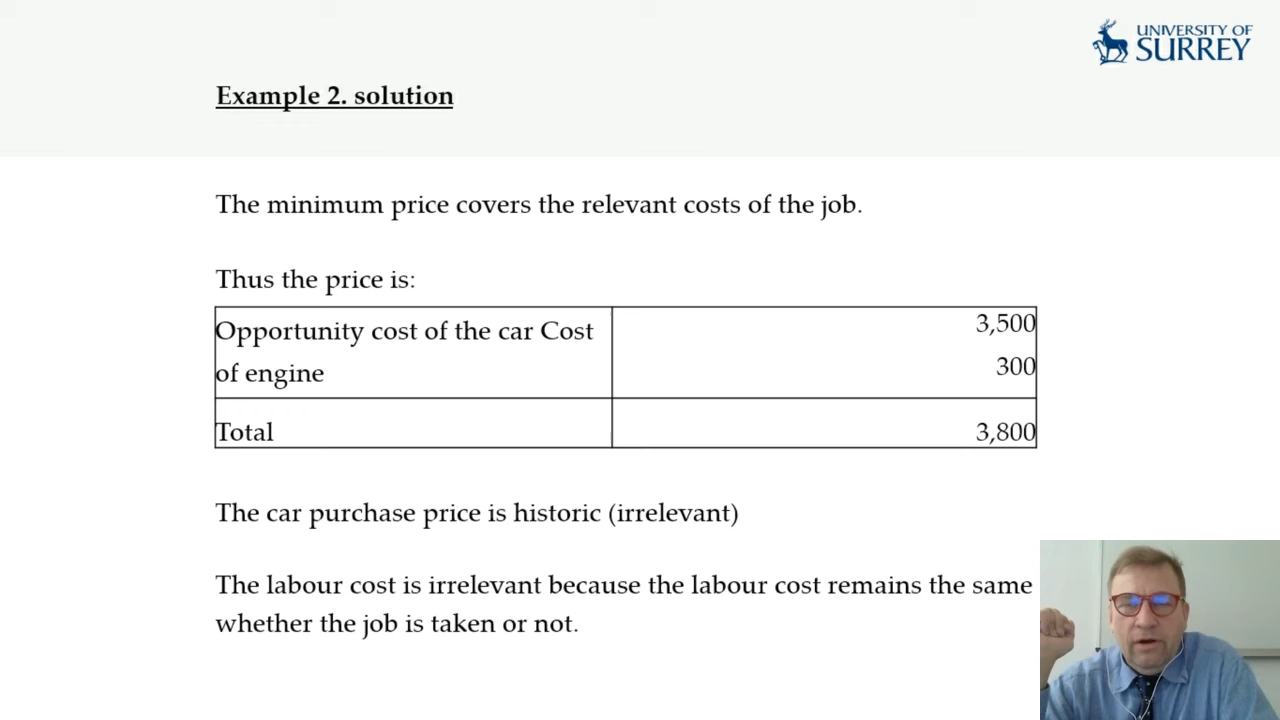 UNIVERSITY OF
SURREY
Example 2. solution
The minimum price covers the relevant costs of the job.
Thus the price is:
Opportunity cost of the car Cost 3,500
of engine 300
Total 3,800
The car purchase price is historic (irrelevant)
The labour cost is irrelevant because the labour cost remains the same
whether the job is taken or not.